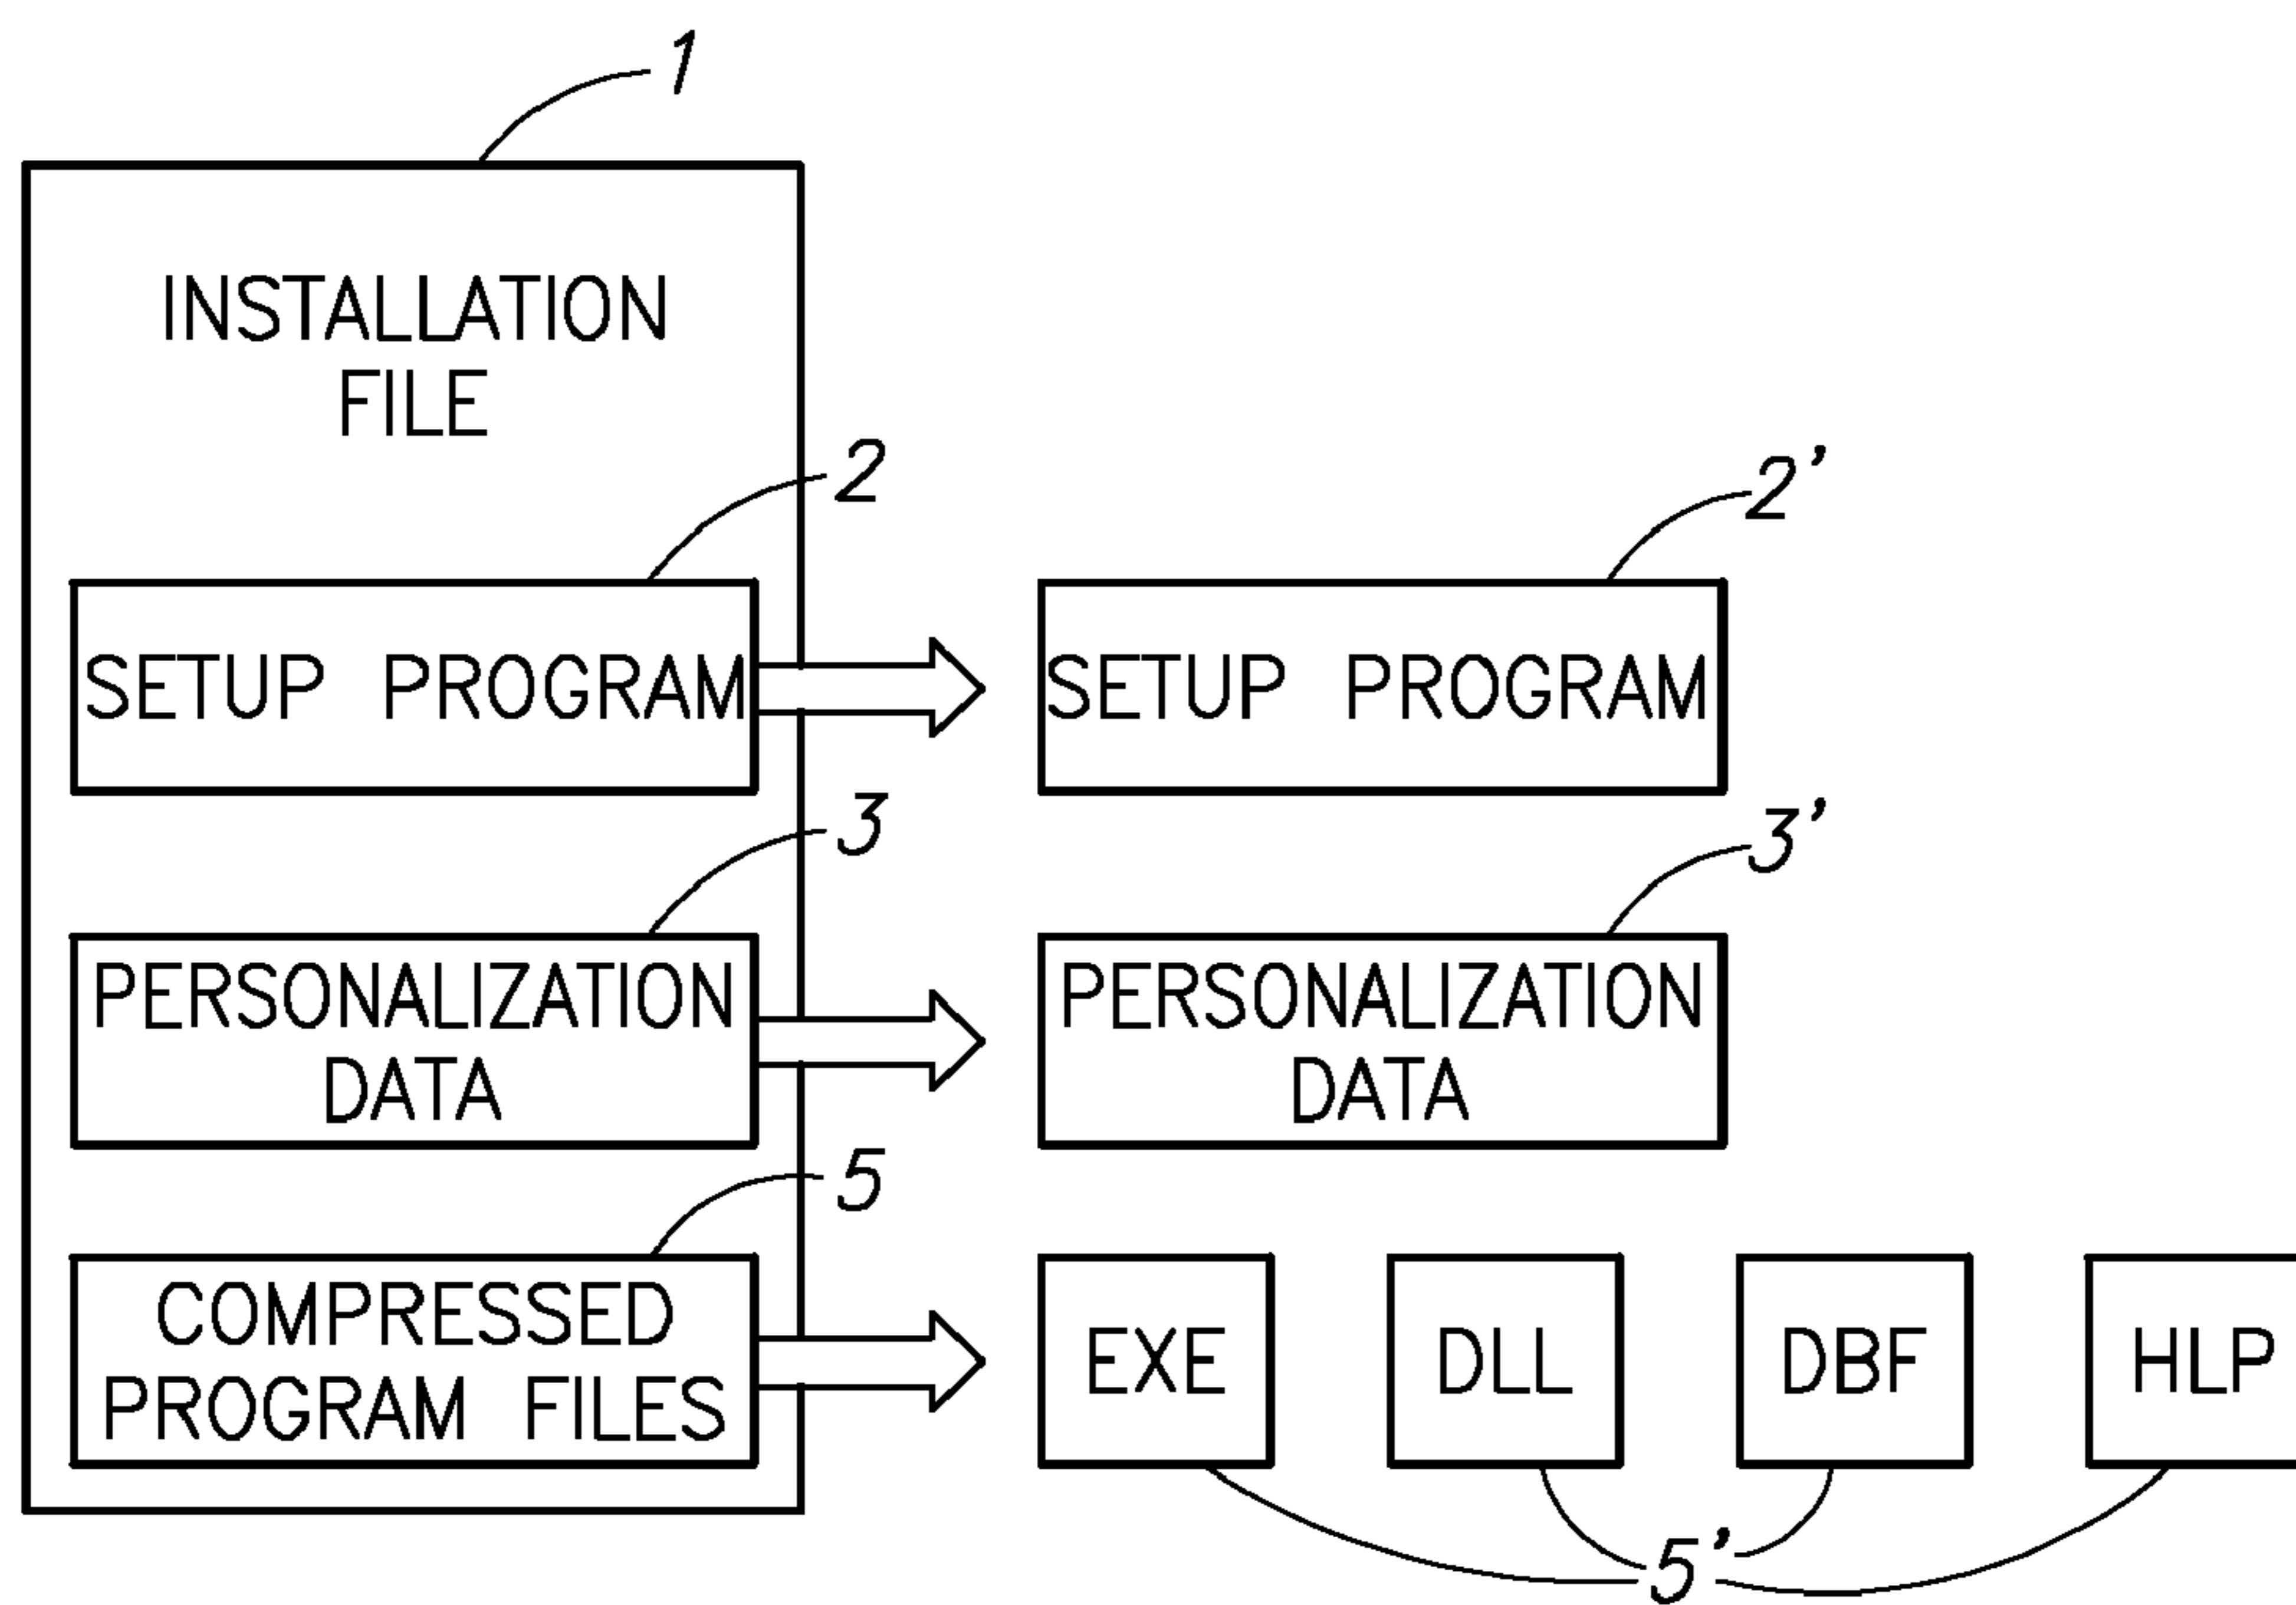 1
INSTALLATION
FILE
2
2'
SETUP PROGRAM
SETUP PROGRAM
3
3'
PERSONALIZATION
DATA
PERSONALIZATION
DATA
5
COMPRESSED
PROGRAM FILES
EXE
DLL
DBF
HLP
5'